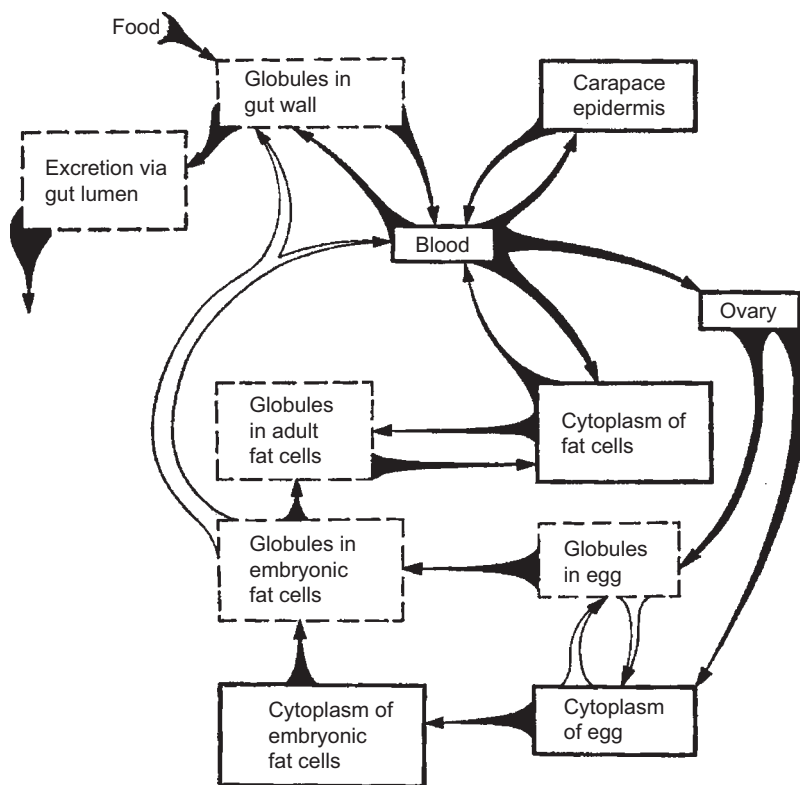 Food
Globules in
gut wall
Carapace
epidermis
Excretion via
gut lumen
Blood
Ovary
Globules
in adult
fat cells
Cytoplasm of
fat cells
Globules in
embryonic
fat cells
Globules
in egg
Cytoplasm of
embryonic
fat cells
Cytoplasm
of egg